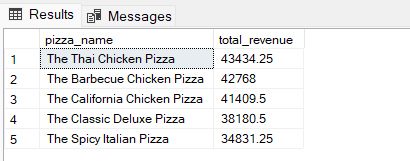 Results Messages
pizza_name total_revenue
1 The Thai Chicken Pizza 43434.25
2 The Barbecue Chicken Pizza 42768
3 The California Chicken Pizza 41409.5
4 The Classic Deluxe Pizza 38180.5
5 The Spicy Italian Pizza 34831.25